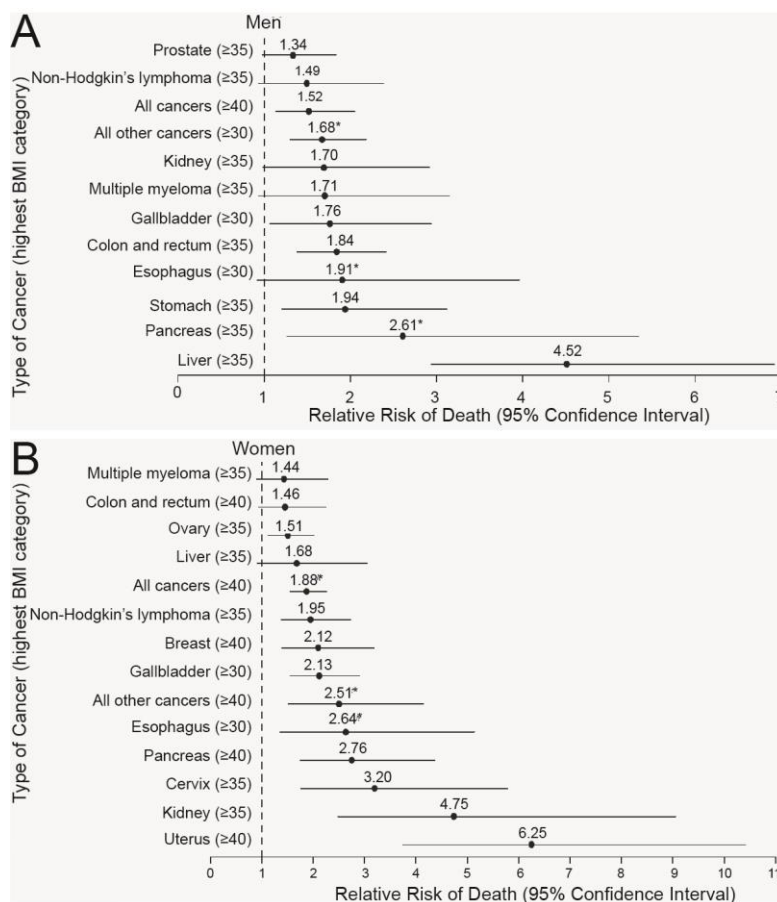 A
Men
Type of Cancer (highest BMI category)
Prostate (≥35) 1.34
Non-Hodgkin's lymphoma (≥35) 1.49
All cancers (≥40) 1.52
All other cancers (≥30) 1.68*
Kidney (≥35) 1.70
Multiple myeloma (≥35) 1.71
Gallbladder (≥30) 1.76
Colon and rectum (≥35) 1.84
Esophagus (≥30) 1.91*
Stomach (≥35) 1.94
Pancreas (≥35) 2.61*
Liver (≥35) 4.52
0 1 2 3 4 5 6 7
Relative Risk of Death (95% Confidence Interval)
B
Women
Type of Cancer (highest BMI category)
Multiple myeloma (≥35) 1.44
Colon and rectum (≥40) 1.46
Ovary (≥35) 1.51
Liver (≥35) 1.68
All cancers (≥40) 1.88*
Non-Hodgkin's lymphoma (≥35) 1.95
Breast (≥40) 2.12
Gallbladder (≥30) 2.13
All other cancers (≥40) 2.51*
Esophagus (≥30) 2.64*
Pancreas (≥40) 2.76
Cervix (≥35) 3.20
Kidney (≥35) 4.75
Uterus (≥40) 6.25
0 1 2 3 4 5 6 7 8 9 10 11
Relative Risk of Death (95% Confidence Interval)